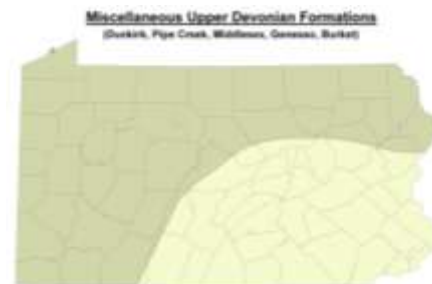 Miscellaneous Upper Devonian Formations
(Dunkirk, Pipe Creek, Middlesex, Genesee, Burket)